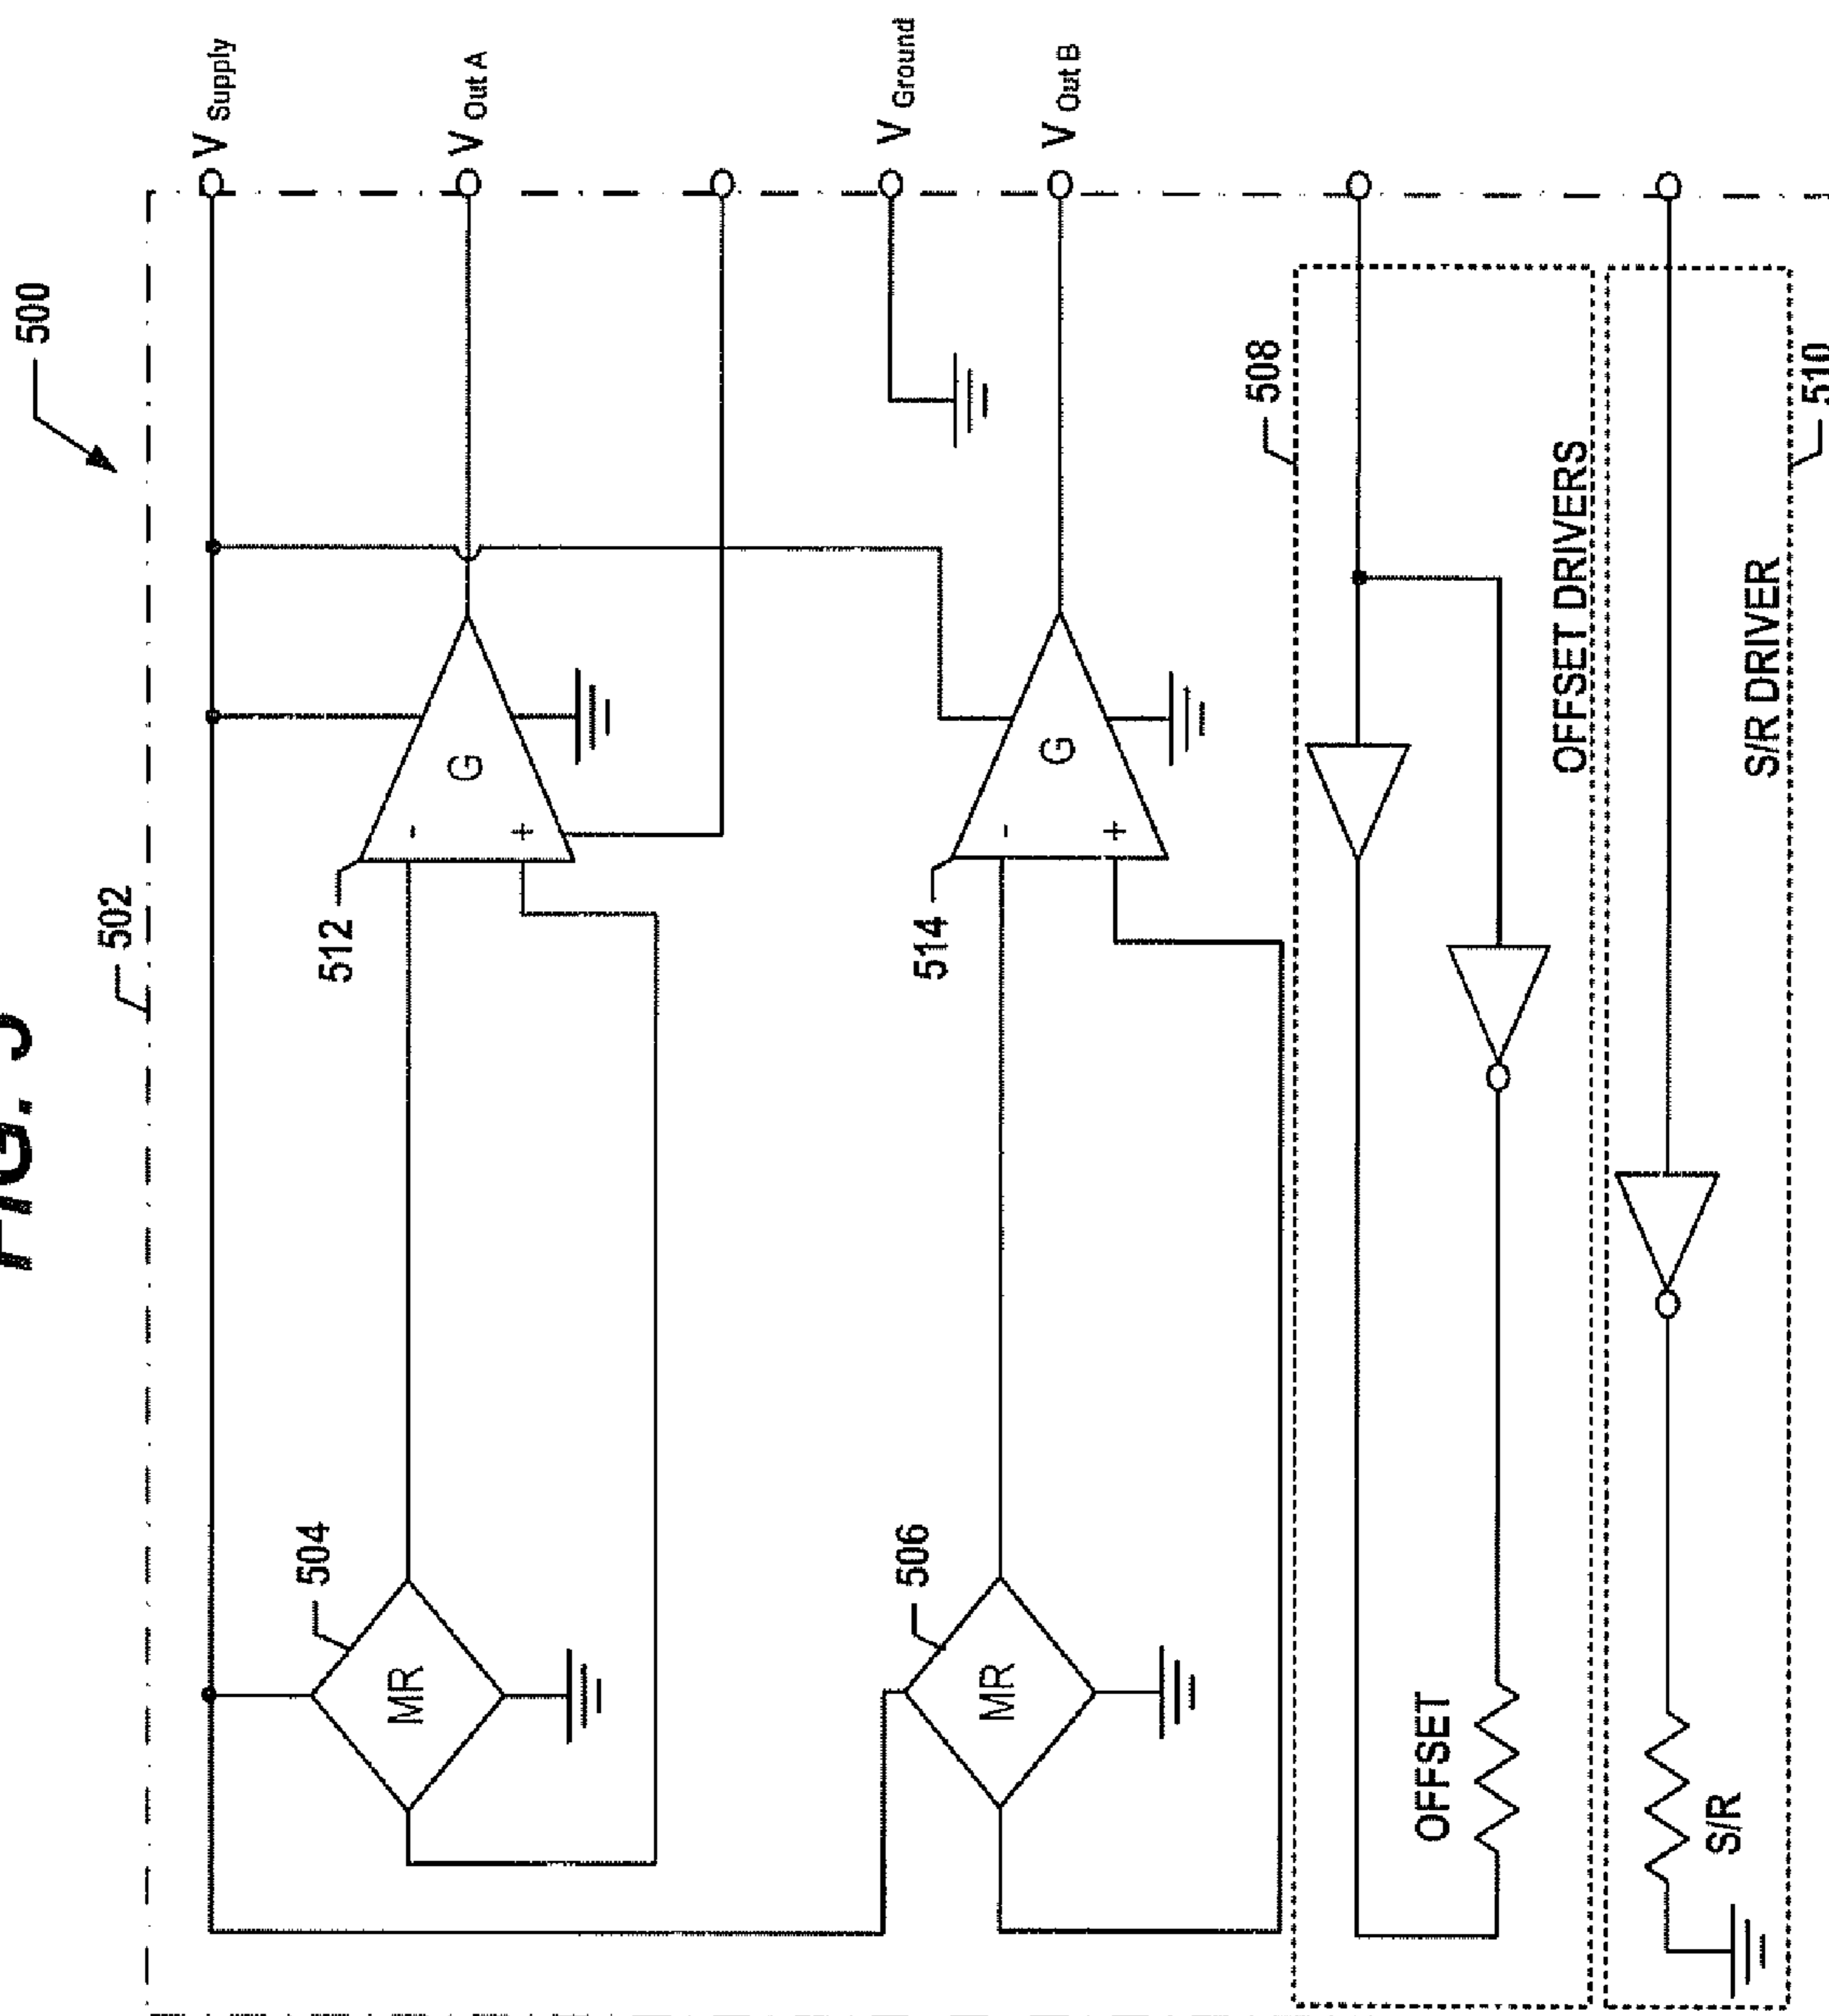 FIG. 5
500
502
V Supply
V Out A
V Ground
V Out B
504
MR
512
-
+
G
506
MR
514
-
+
G
508
OFFSET
OFFSET DRIVERS
S/R
S/R DRIVER
510